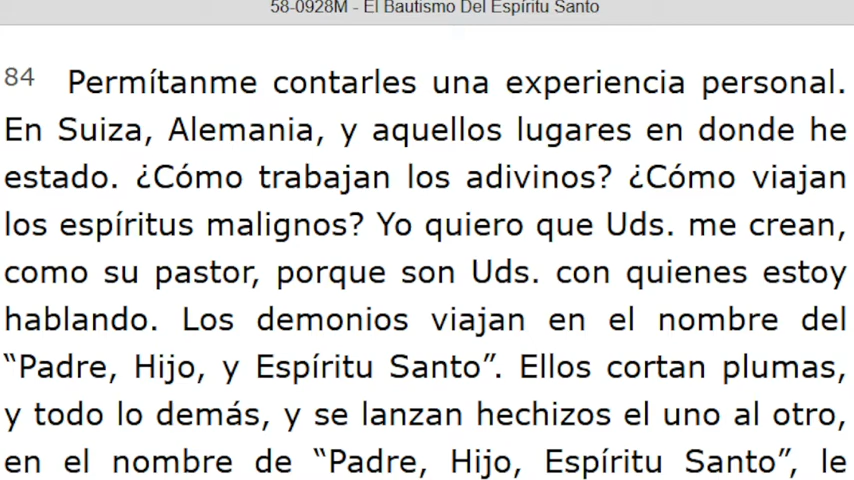 58-0928M - El Bautismo Del Espíritu Santo
84 Permítanme contarles una experiencia personal.
En Suiza, Alemania, y aquellos lugares en donde he
estado. ¿Cómo trabajan los adivinos? ¿Cómo viajan
los espíritus malignos? Yo quiero que Uds. me crean,
como su pastor, porque son Uds. con quienes estoy
hablando. Los demonios viajan en el nombre del
“Padre, Hijo, y Espíritu Santo”. Ellos cortan plumas,
y todo lo demás, y se lanzan hechizos el uno al otro,
en el nombre de “Padre, Hijo, Espíritu Santo”, le